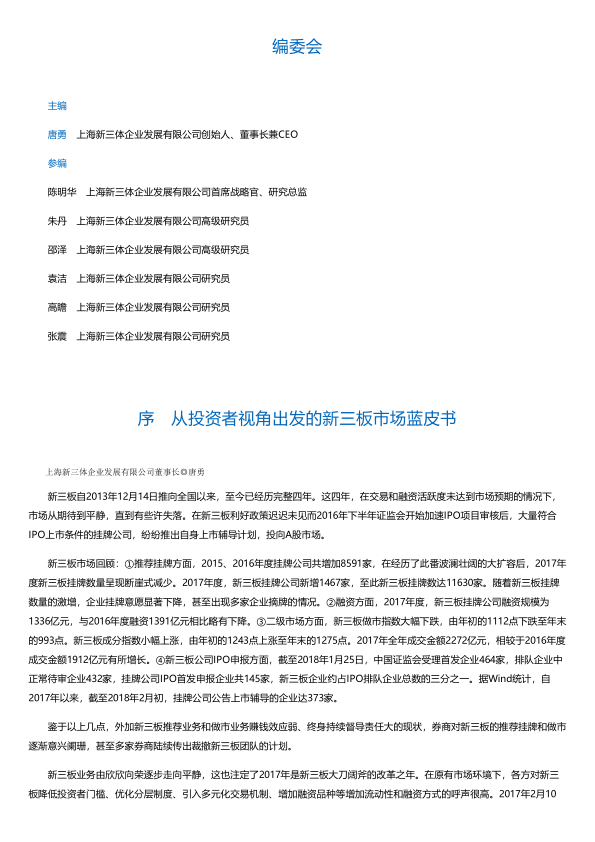 编委会
主编
唐勇　上海新三体企业发展有限公司创始人、董事长兼CEO
参编
陈明华　上海新三体企业发展有限公司首席战略官、研究总监
朱丹　上海新三体企业发展有限公司高级研究员
邵泽　上海新三体企业发展有限公司高级研究员
袁洁　上海新三体企业发展有限公司研究员
高瞻　上海新三体企业发展有限公司研究员
张震　上海新三体企业发展有限公司研究员
序　从投资者视角出发的新三板市场蓝皮书
上海新三体企业发展有限公司董事长◎唐勇
新三板自2013年12月14日推向全国以来，至今已经历完整四年。这四年，在交易和融资活跃度未达到市场预期的情况下，
市场从期待到平静，直到有些许失落。在新三板利好政策迟迟未见而2016年下半年证监会开始加速IPO项目审核后，大量符合
IPO上市条件的挂牌公司，纷纷推出自身上市辅导计划，投向A股市场。
新三板市场回顾：①推荐挂牌方面，2015、2016年度挂牌公司共增加8591家，在经历了此番波澜壮阔的大扩容后，2017年
度新三板挂牌数量呈现断崖式减少。2017年度，新三板挂牌公司新增1467家，至此新三板挂牌数达11630家。随着新三板挂牌
数量的激增，企业挂牌意愿显著下降，甚至出现多家企业摘牌的情况。②融资方面，2017年度，新三板挂牌公司融资规模为
1336亿元，与2016年度融资1391亿元相比略有下降。③二级市场方面，新三板做市指数大幅下跌，由年初的1112点下跌至年末
的993点。新三板成分指数小幅上涨，由年初的1243点上涨至年末的1275点。2017年全年成交金额2272亿元，相较于2016年度
成交金额1912亿元有所增长。④新三板公司IPO申报方面，截至2018年1月25日，中国证监会受理首发企业464家，排队企业中
正常待审企业432家，挂牌公司IPO首发申报企业共145家，新三板企业约占IPO排队企业总数的三分之一。据Wind统计，自
2017年以来，截至2018年2月初，挂牌公司公告上市辅导的企业达373家。
鉴于以上几点，外加新三板推荐业务和做市业务赚钱效应弱、终身持续督导责任大的现状，券商对新三板的推荐挂牌和做市
逐渐意兴阑珊，甚至多家券商陆续传出裁撤新三板团队的计划。
新三板业务由欣欣向荣逐步走向平静，这也注定了2017年是新三板大刀阔斧的改革之年。在原有市场环境下，各方对新三
板降低投资者门槛、优化分层制度、引入多元化交易机制、增加融资品种等增加流动性和融资方式的呼声很高。2017年2月10